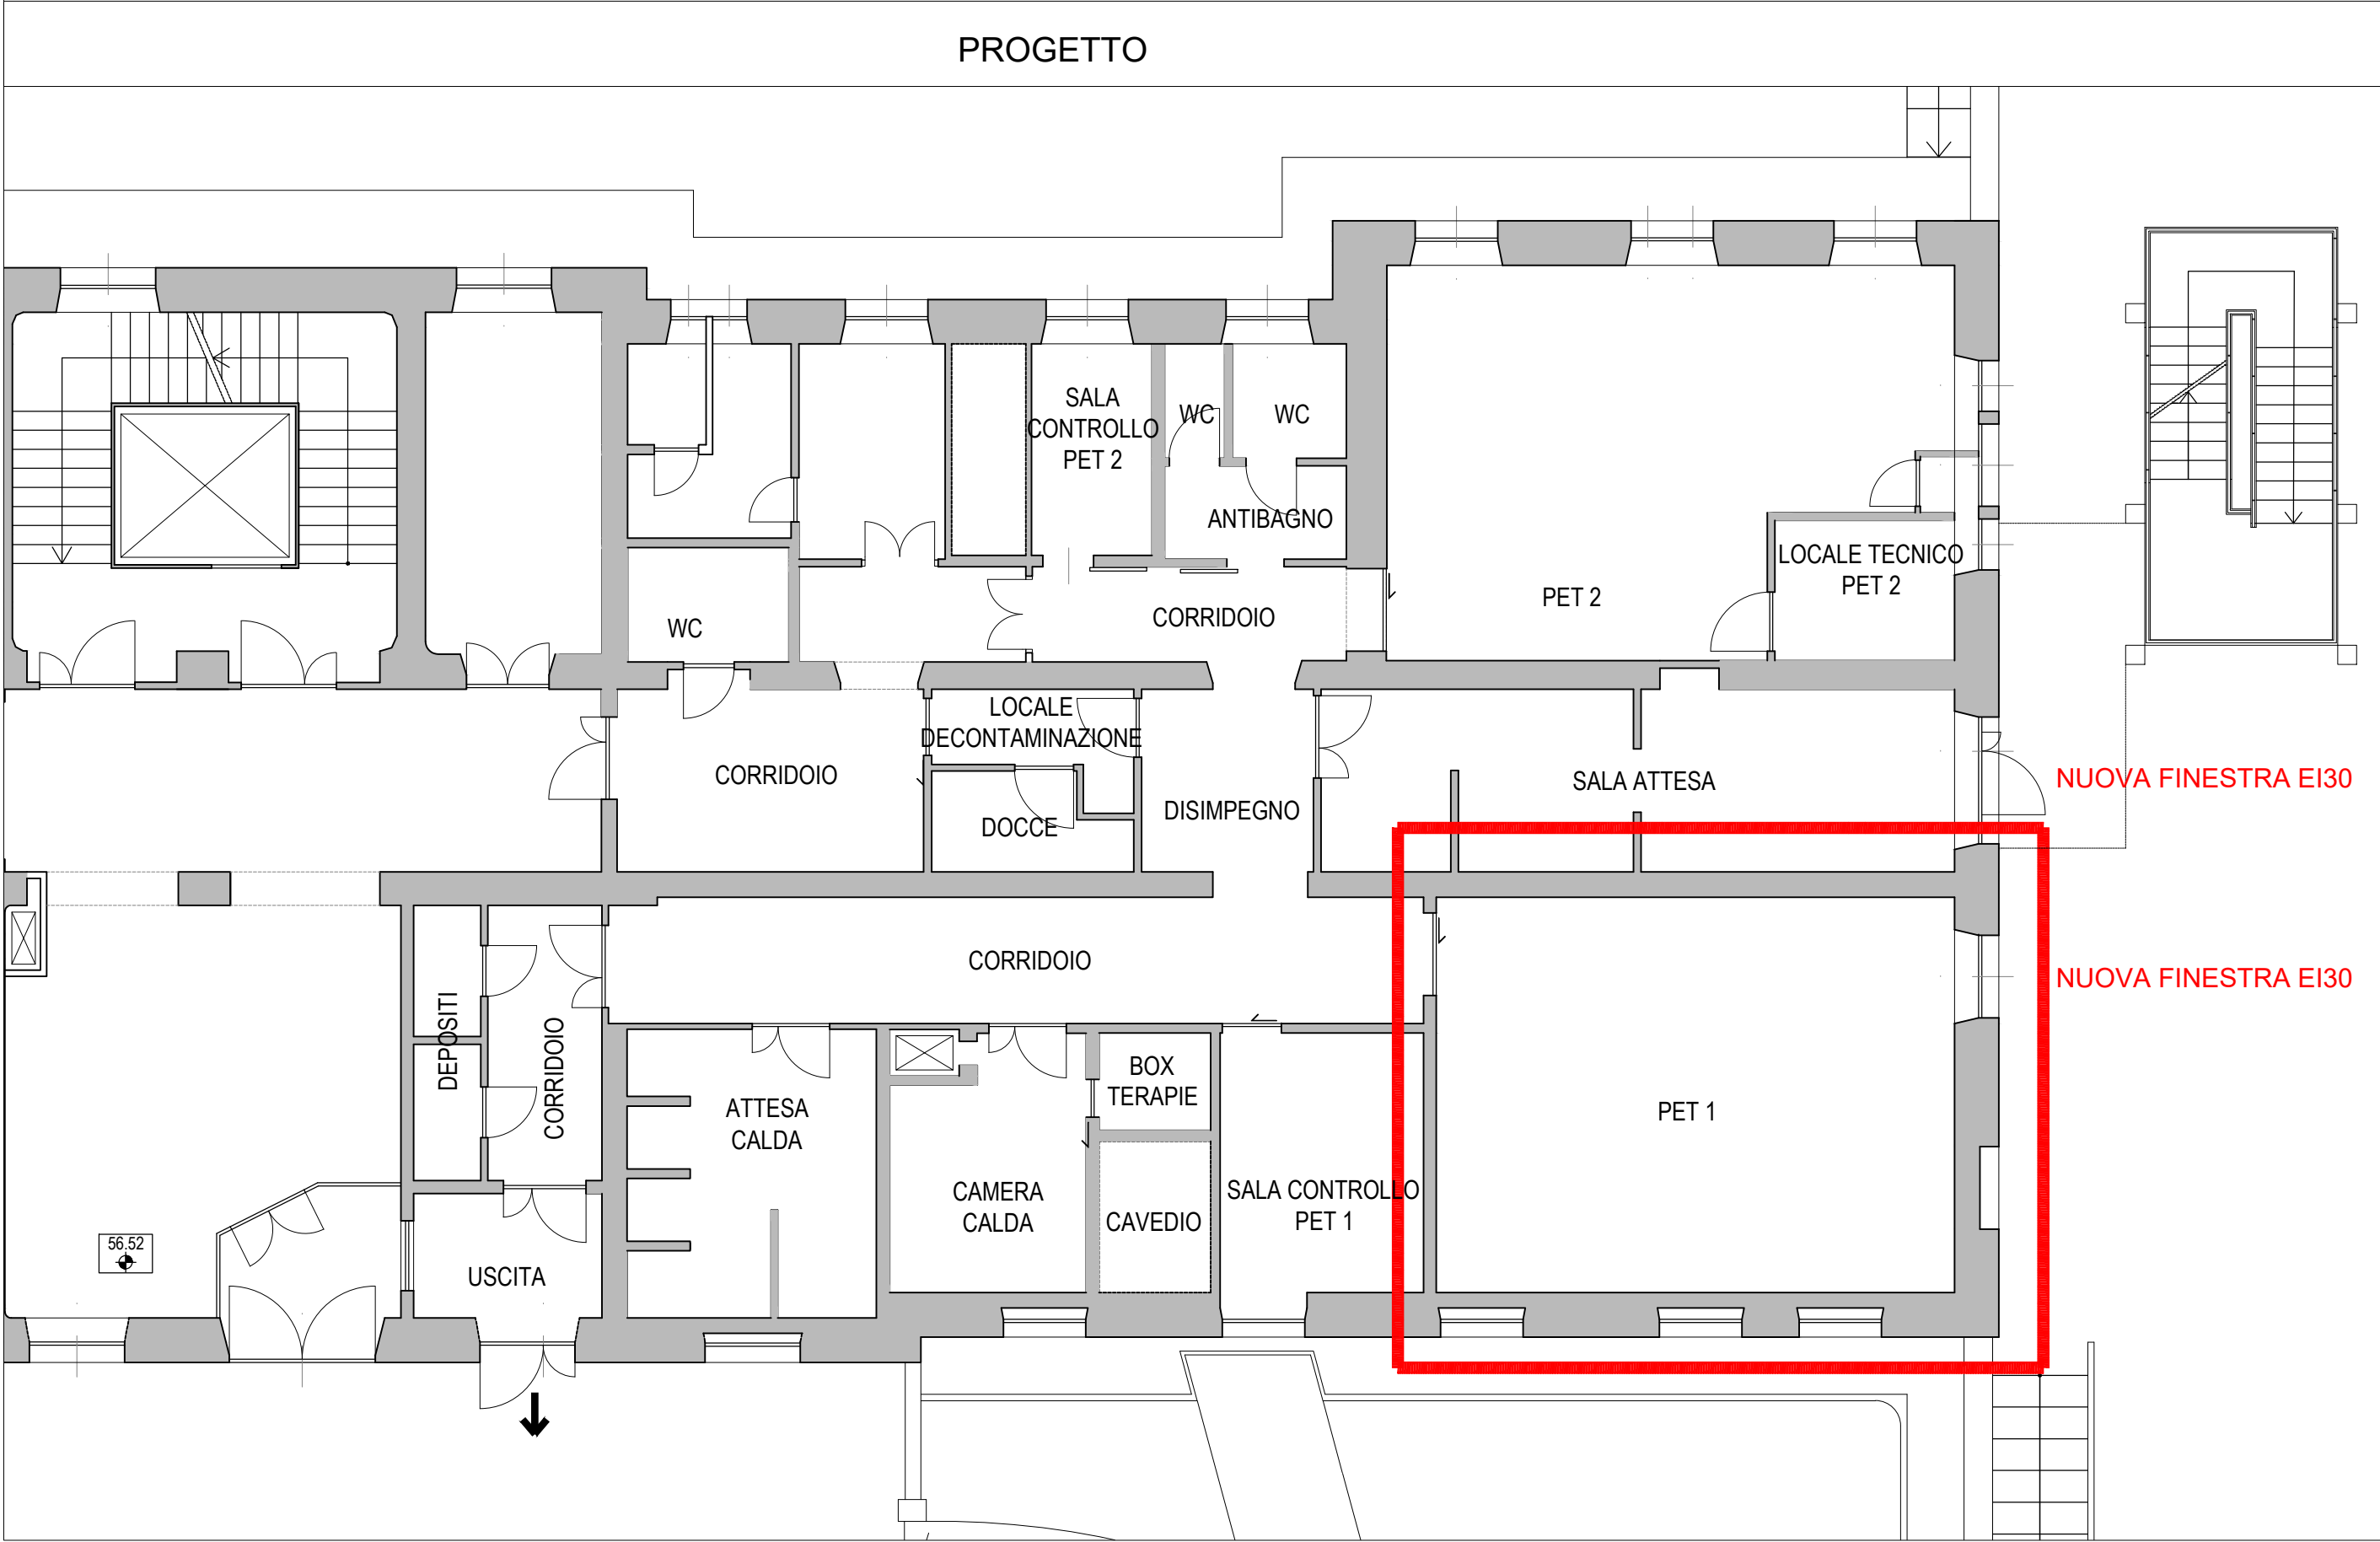 PROGETTO
SALA
CONTROLLO
PET 2
WC
WC
ANTIBAGNO
LOCALE TECNICO
PET 2
PET 2
CORRIDOIO
WC
LOCALE
DECONTAMINAZIONE
CORRIDOIO
SALA ATTESA
NUOVA FINESTRA EI30
DISIMPEGNO
DOCCE
CORRIDOIO
NUOVA FINESTRA EI30
DEPOSITI
CORRIDOIO
BOX
TERAPIE
ATTESA
CALDA
PET 1
CAMERA
CALDA
CAVEDIO
SALA CONTROLLO
PET 1
56.52
USCITA